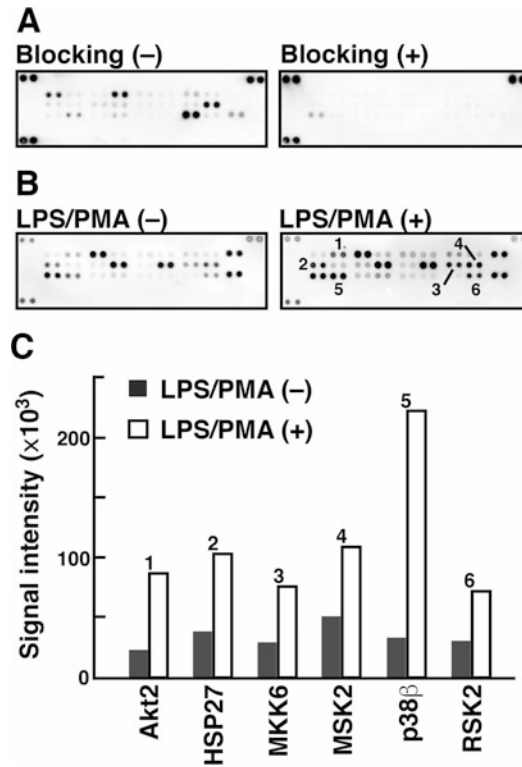 A
Blocking (–) Blocking (+)
B
LPS/PMA (–) LPS/PMA (+)
1
4
2
5
3
6
C
Signal intensity (×10³)
LPS/PMA (–)
LPS/PMA (+)
200
100
0
1
2
3
4
5
6
Akt2
HSP27
MKK6
MSK2
p38β
RSK2